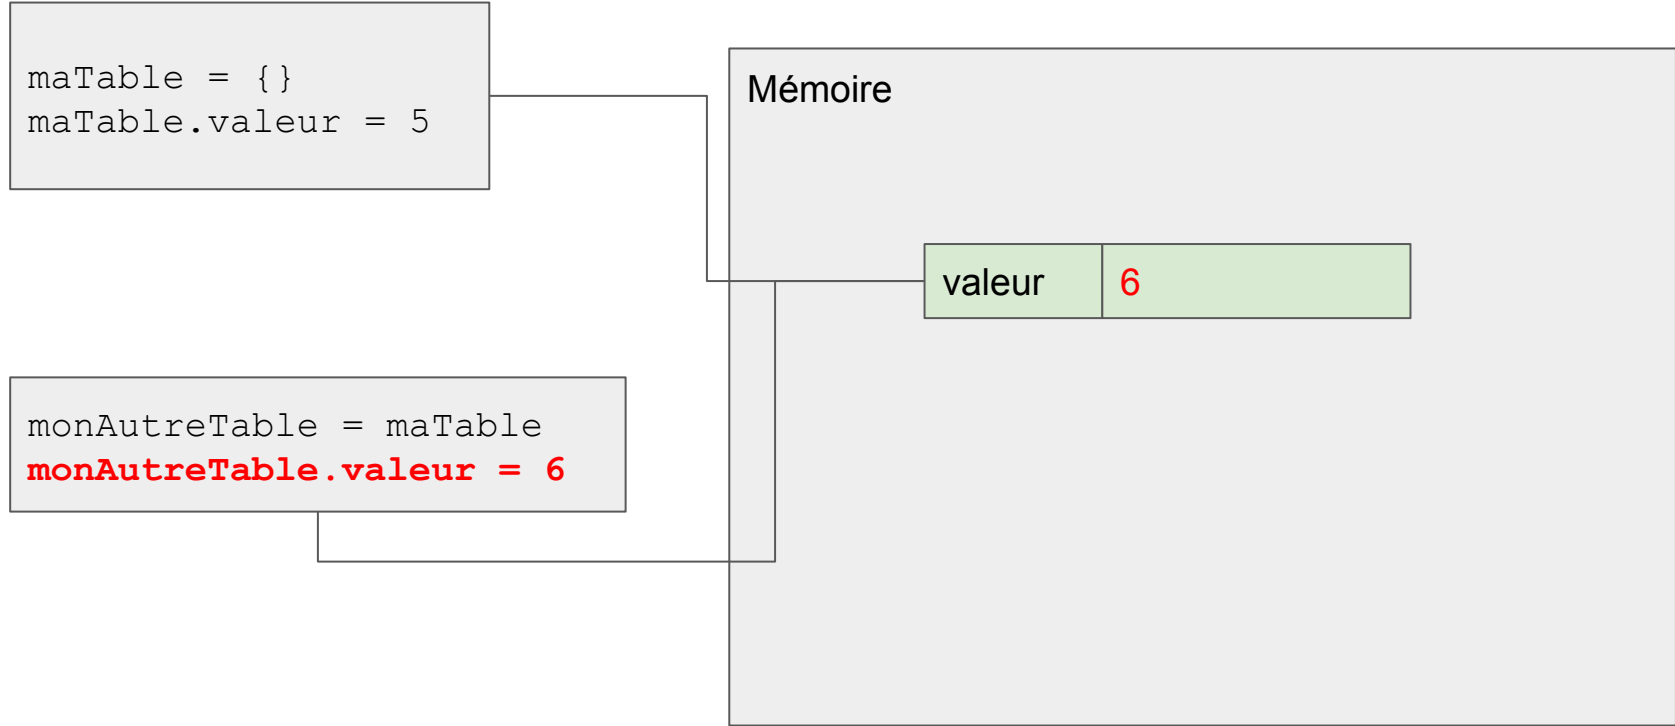 maTable = {}
maTable.valeur = 5
Mémoire
valeur 6
monAutreTable = maTable
monAutreTable.valeur = 6